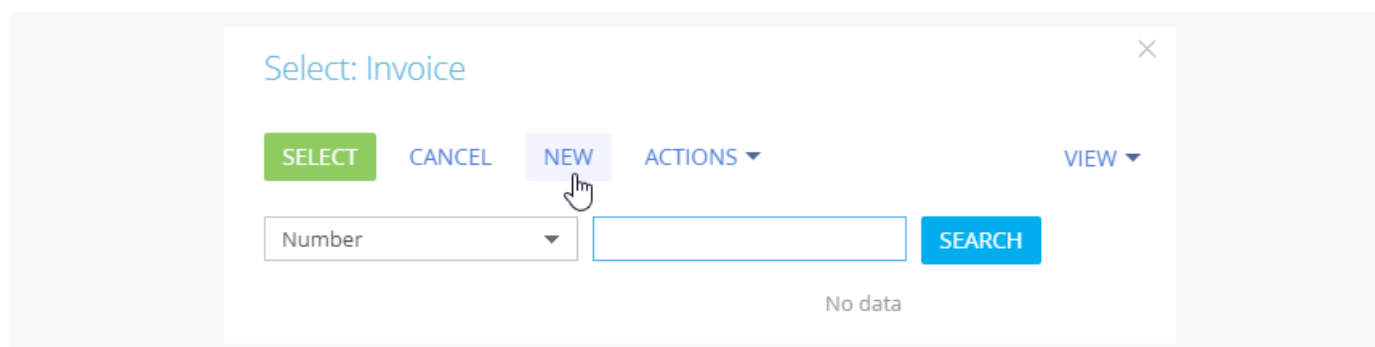 Select: Invoice
SELECT CANCEL NEW ACTIONS VIEW
Number SEARCH
No data